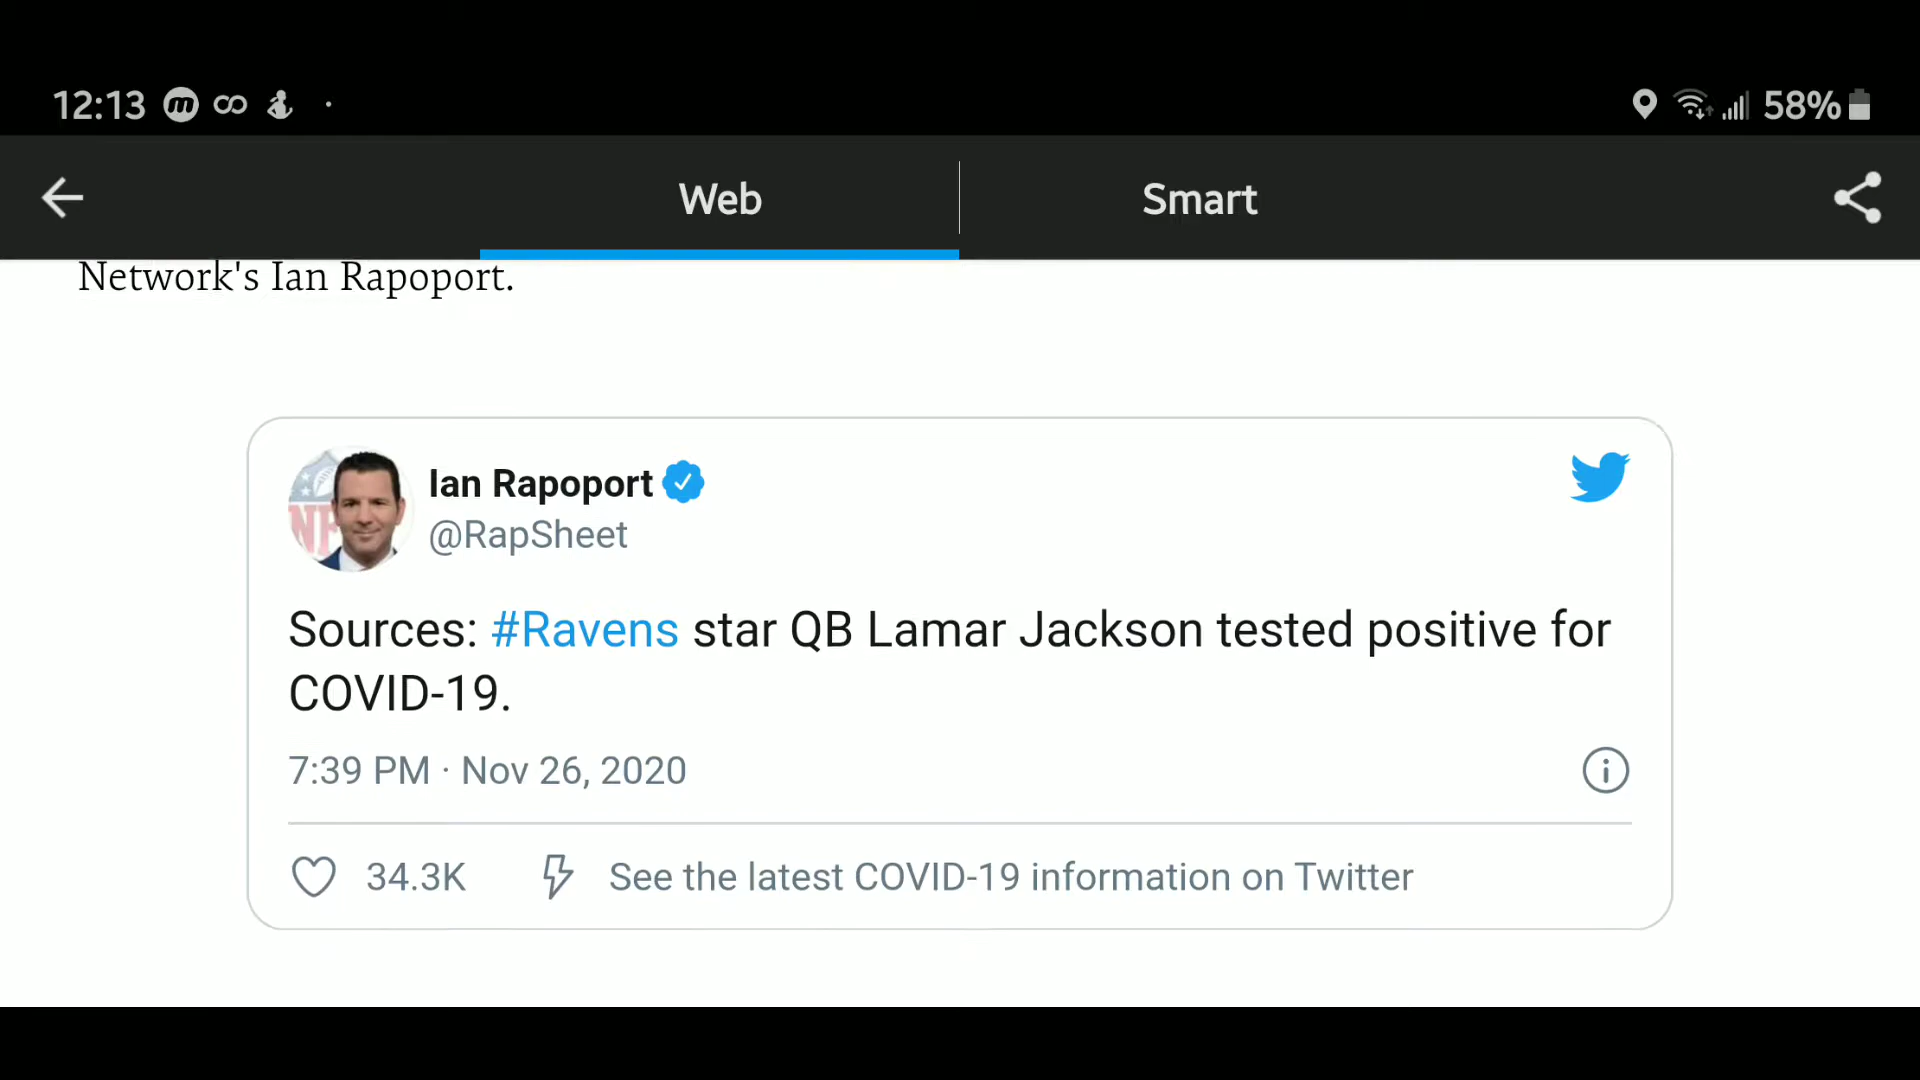 12:13
58%
Web
Smart
Network's Ian Rapoport.
Ian Rapoport
@RapSheet
Sources: #Ravens star QB Lamar Jackson tested positive for
COVID-19.
7:39 PM · Nov 26, 2020
34.3K
See the latest COVID-19 information on Twitter